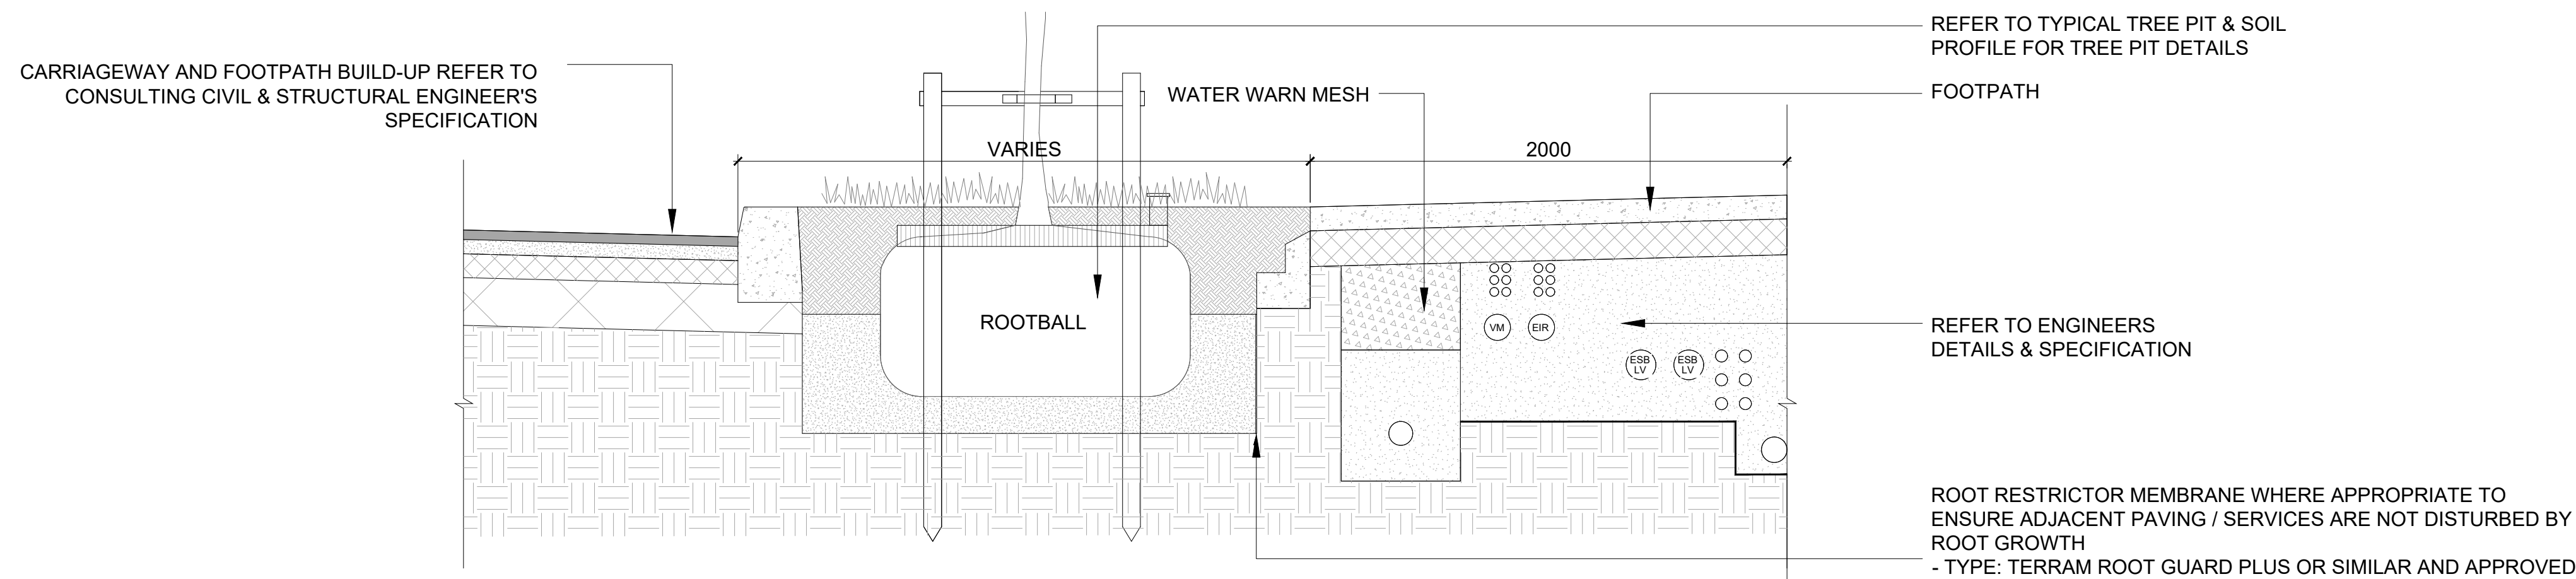 CARRIAGEWAY AND FOOTPATH BUILD-UP REFER TO
CONSULTING CIVIL & STRUCTURAL ENGINEER'S
SPECIFICATION
WATER WARN MESH
REFER TO TYPICAL TREE PIT & SOIL
PROFILE FOR TREE PIT DETAILS
FOOTPATH
VARIES
2000
ROOTBALL
VM
EIR
ESB
LV
ESB
LV
REFER TO ENGINEERS
DETAILS & SPECIFICATION
ROOT RESTRICTOR MEMBRANE WHERE APPROPRIATE TO
ENSURE ADJACENT PAVING / SERVICES ARE NOT DISTURBED BY
ROOT GROWTH
- TYPE: TERRAM ROOT GUARD PLUS OR SIMILAR AND APPROVED